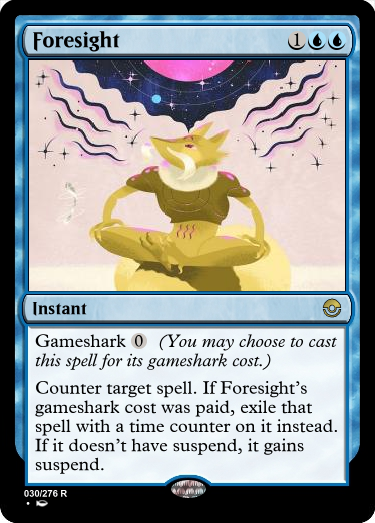 Foresight 1
Instant
Gameshark 0 (You may choose to cast
this spell for its gameshark cost.)
Counter target spell. If Foresight's
gameshark cost was paid, exile that
spell with a time counter on it instead.
If it doesn't have suspend, it gains
suspend.
030/276 R